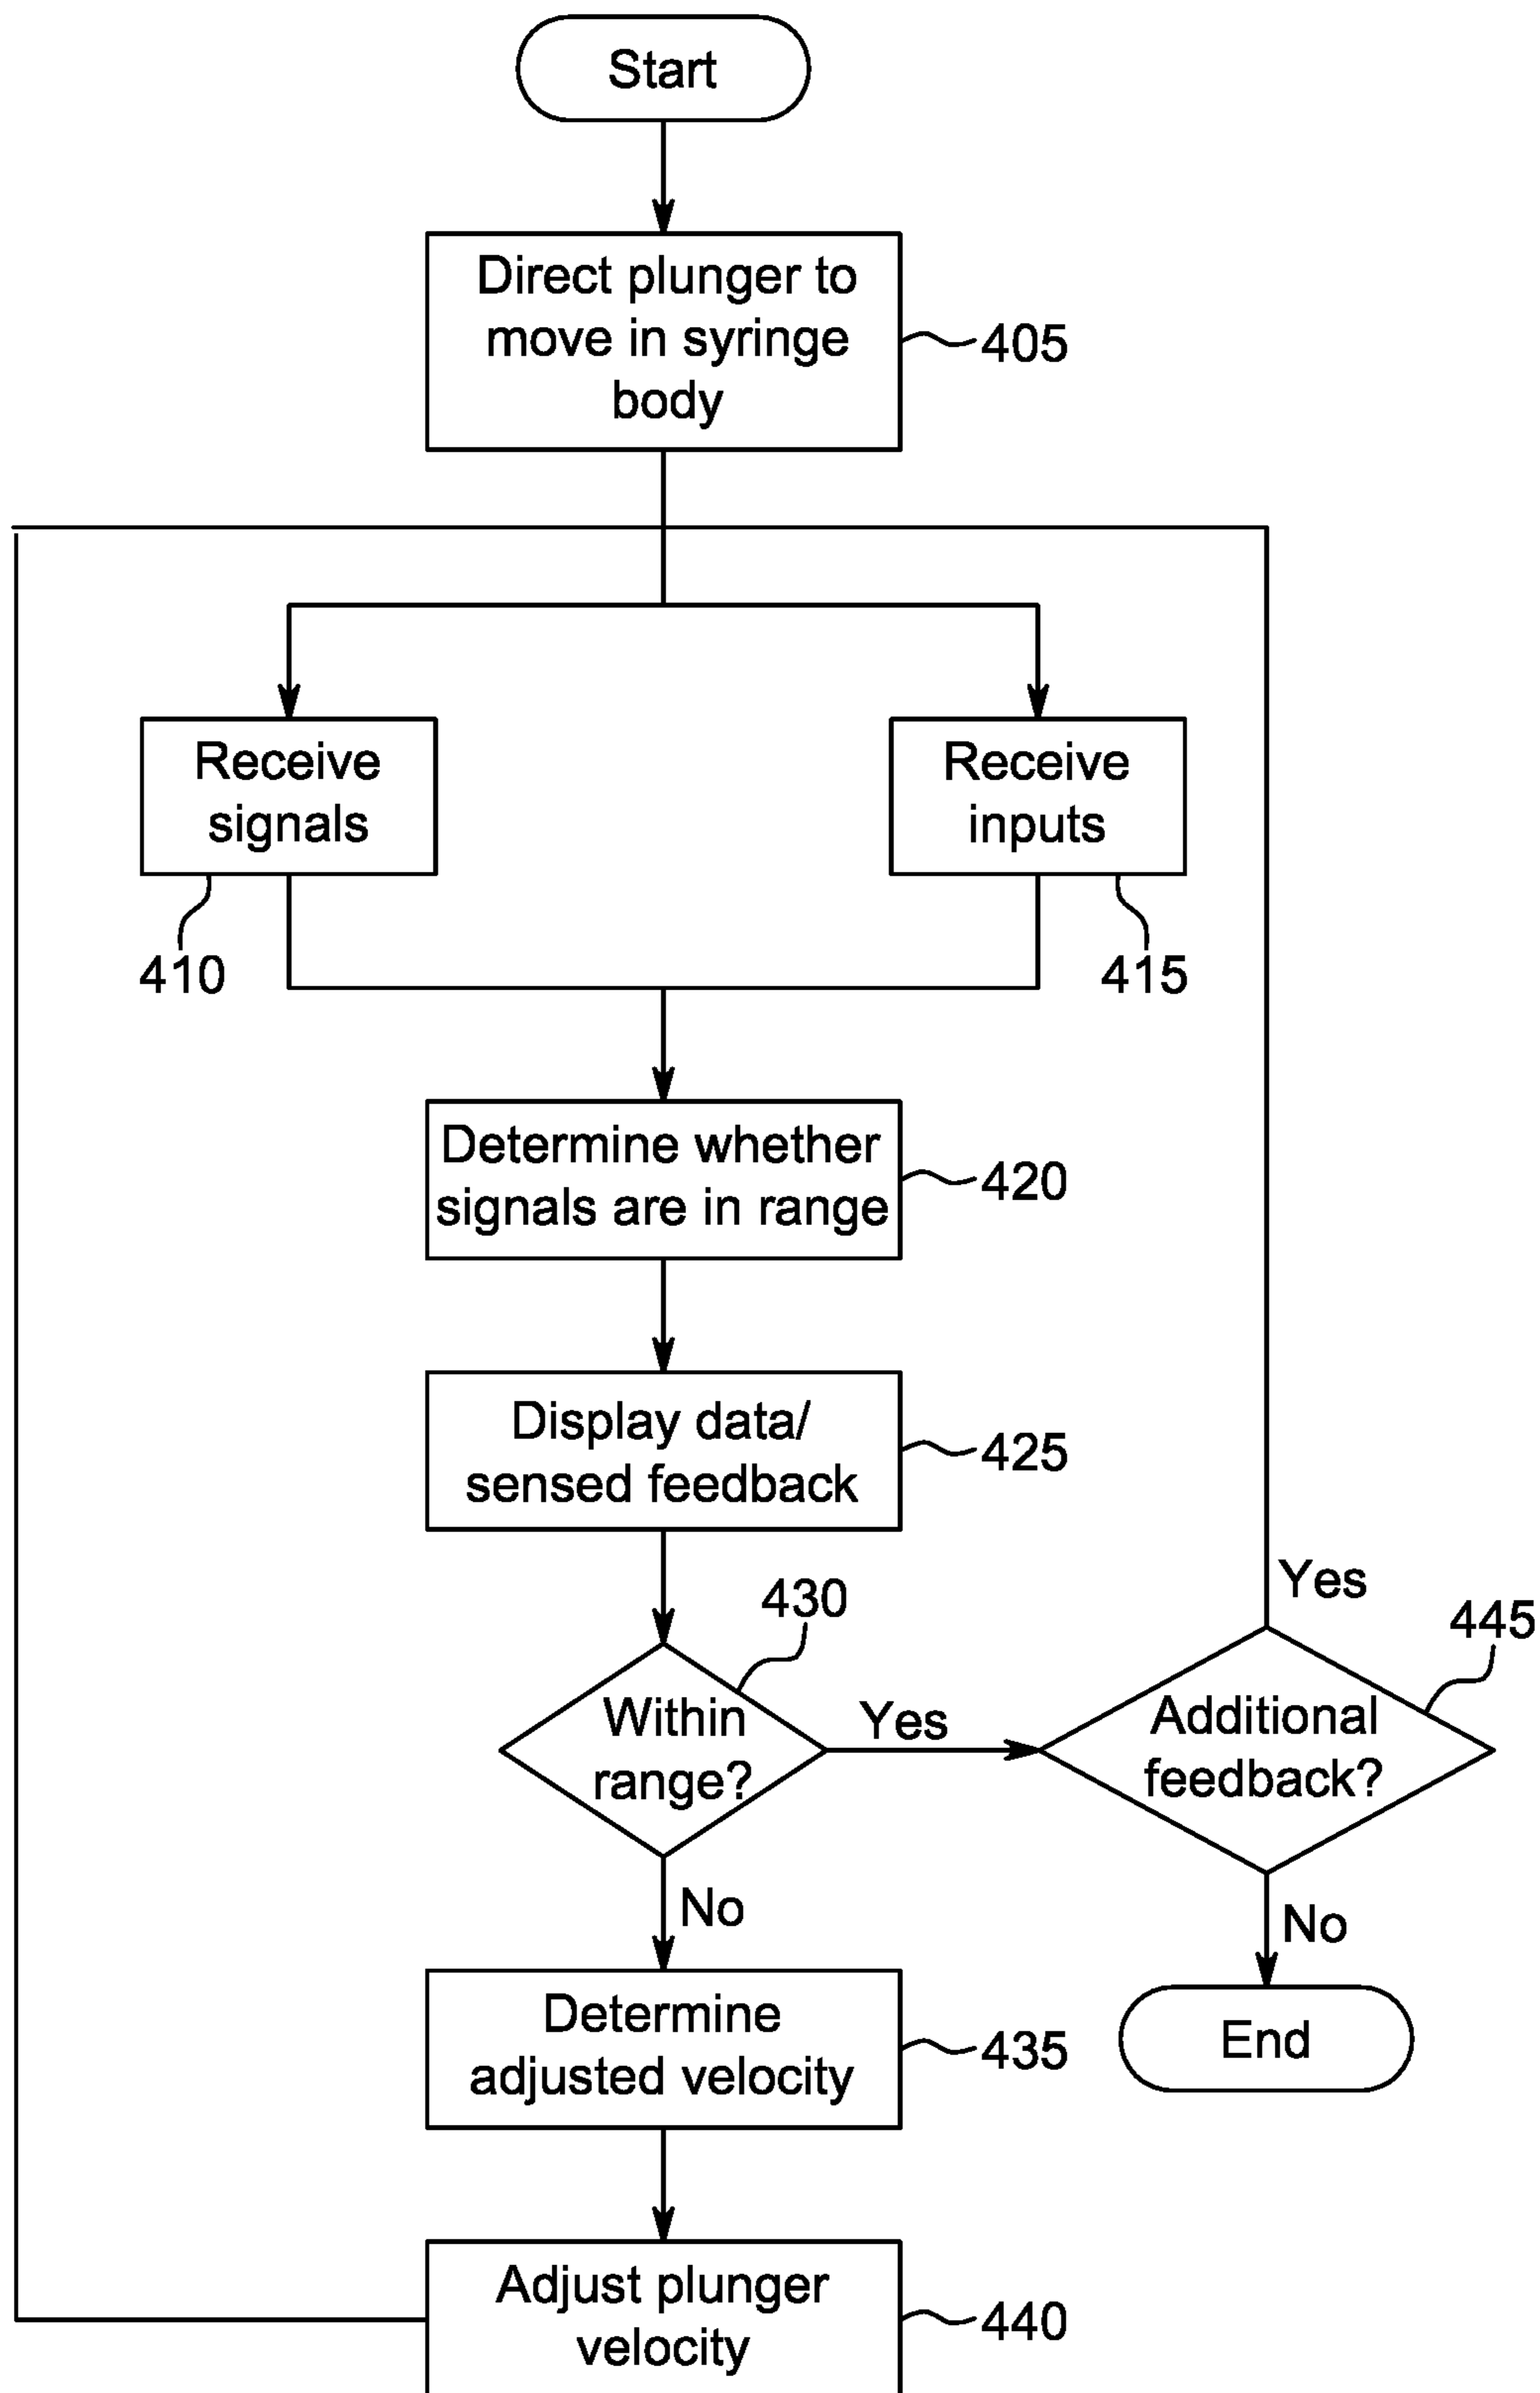 Start
Direct plunger to
move in syringe
body
405
Receive
signals
410
Receive
inputs
415
Determine whether
signals are in range
420
Display data/
sensed feedback
425
430
Within
range?
Yes
Yes
445
Additional
feedback?
No
No
Determine
adjusted velocity
435
End
Adjust plunger
velocity
440